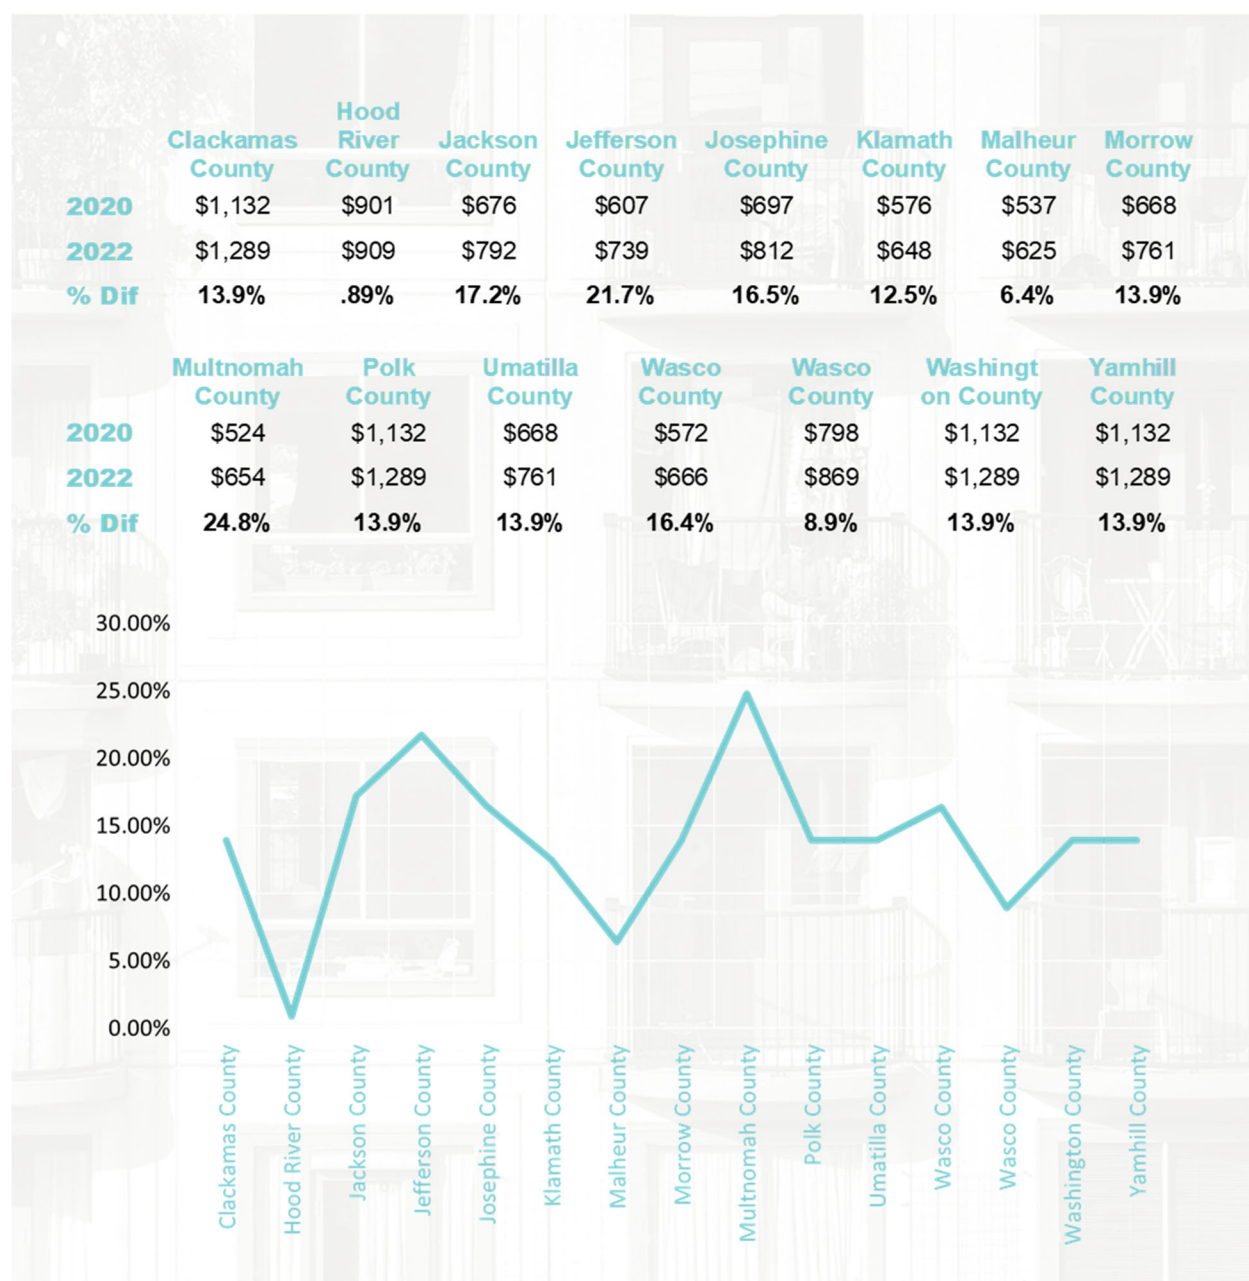 Hood
Clackamas River Jackson Jefferson Josephine Klamath Malheur Morrow
County County County County County County County County
2020 $1,132 $901 $676 $607 $697 $576 $537 $668
2022 $1,289 $909 $792 $739 $812 $648 $625 $761
% Dif 13.9% .89% 17.2% 21.7% 16.5% 12.5% 6.4% 13.9%
Multnomah Polk Umatilla Wasco Wasco Washingt Yamhill
County County County County County on County County
2020 $524 $1,132 $668 $572 $798 $1,132 $1,132
2022 $654 $1,289 $761 $666 $869 $1,289 $1,289
% Dif 24.8% 13.9% 13.9% 16.4% 8.9% 13.9% 13.9%
30.00%
25.00%
20.00%
15.00%
10.00%
5.00%
0.00%
Clackamas County
Hood River County
Jackson County
Jefferson County
Josephine County
Klamath County
Malheur County
Morrow County
Multnomah County
Polk County
Umatilla County
Wasco County
Wasco County
Washington County
Yamhill County